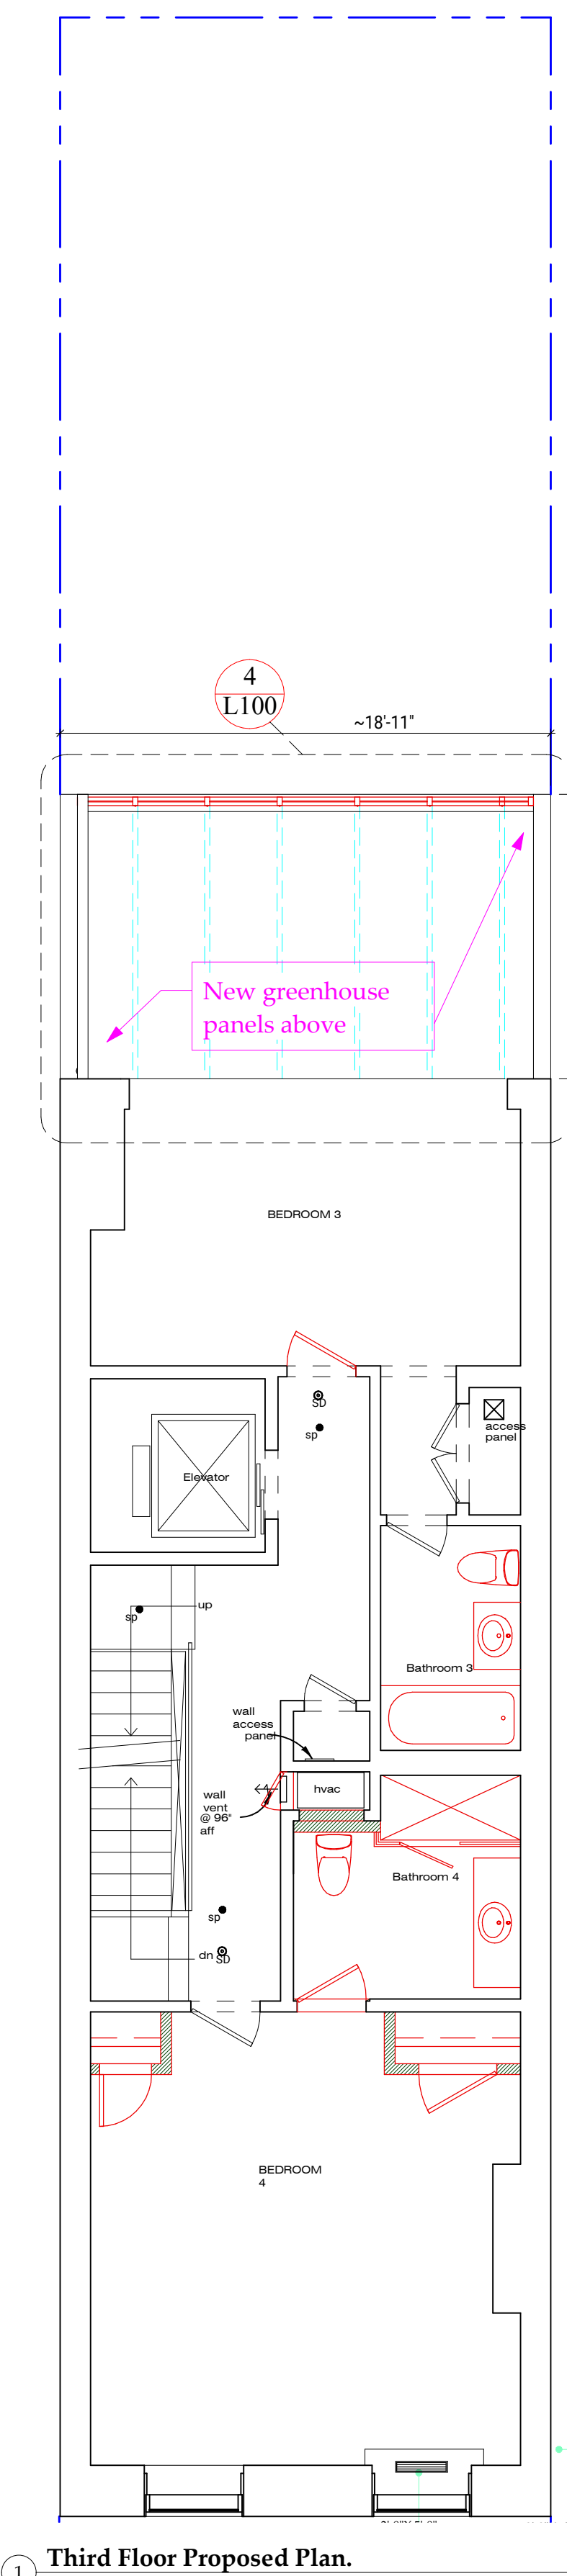 4
L100
~18'-11"
New greenhouse
panels above
BEDROOM 3
SD
sp
access
panel
Elevator
up
sp
Bathroom 3
wall
access
panel
hvac
wall
vent
@ 96"
aff
Bathroom 4
sp
dn
SD
BEDROOM
4
1
Third Floor Proposed Plan.